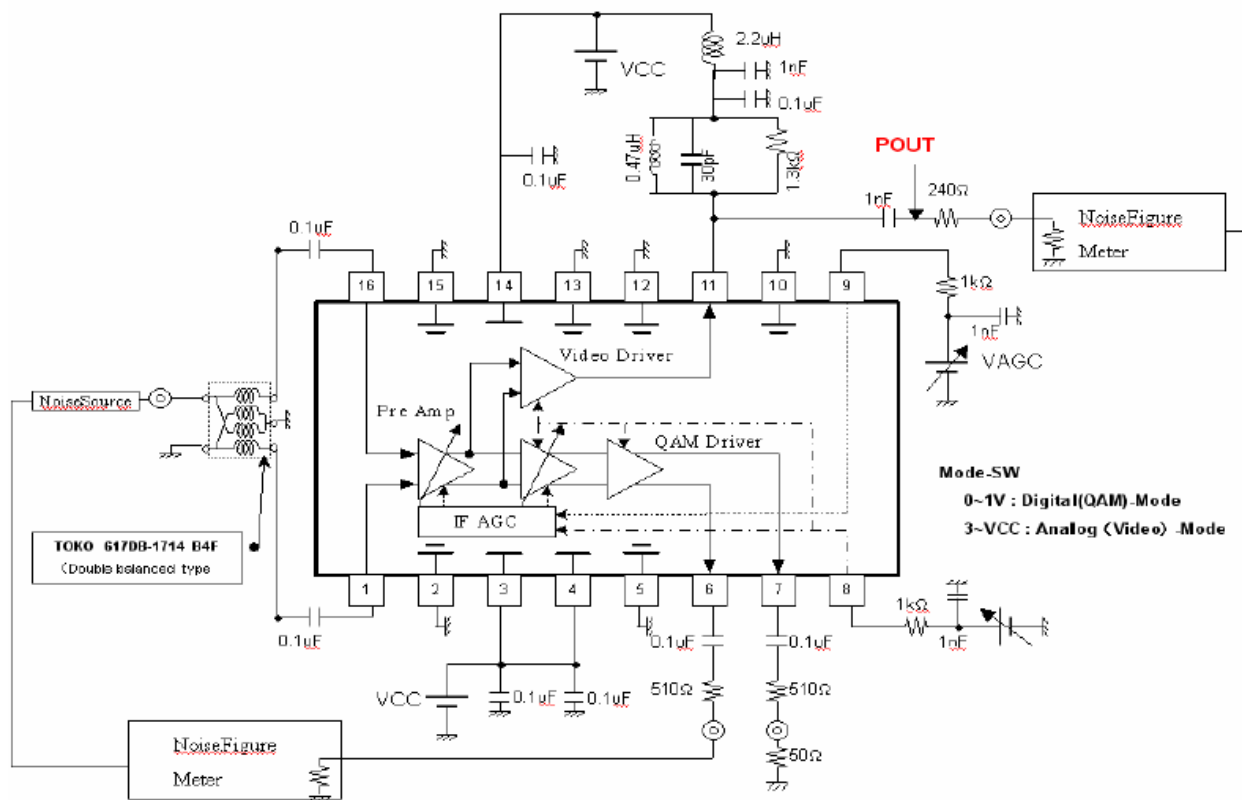 2.2uH
VCC
1nF
0.1uF
0.47uH
30pF
1.3kΩ
0.1uF
POUT
1nF
240Ω
NoiseFigure
Meter
0.1uF
16
15
14
13
12
11
10
9
1kΩ
1nF
VAGC
Video Driver
Pre Amp
QAM Driver
NoiseSource
IF AGC
Mode-SW
0~1V : Digital(QAM)-Mode
3~VCC : Analog (Video) -Mode
TOKO 617DB-1714 B4F
(Double balanced type
1
2
3
4
5
6
7
8
0.1uF
1kΩ
1nF
0.1uF
0.1uF
VCC
0.1uF
0.1uF
510Ω
510Ω
50Ω
NoiseFigure
Meter